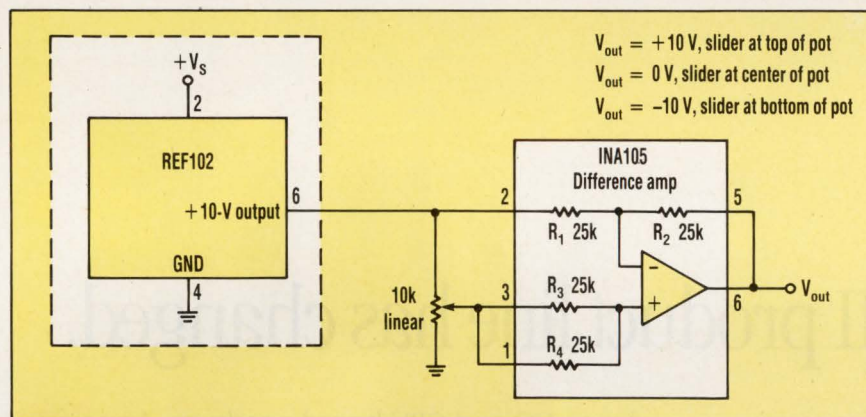 V_out = +10 V, slider at top of pot
V_out = 0 V, slider at center of pot
V_out = −10 V, slider at bottom of pot
+V_S
2
REF102
+10-V output
6
GND
4
10k
linear
INA105
Difference amp
2
R_1 25k
R_2 25k
5
−
3
R_3 25k
+
6
V_out
1
R_4 25k